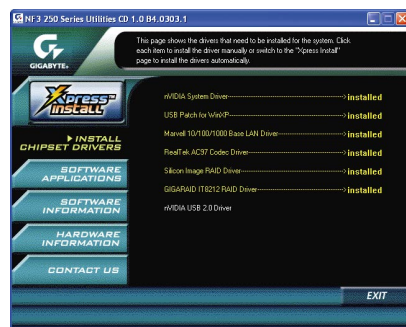 NF3 250 Series Utilities CD 1.0 B4.0303.1
GIGABYTE
This page shows the drivers that need to be installed for the system. Click
each item to install the driver manually or switch to the "Xpress Install"
page to install the drivers automatically.
Xpress
install
INSTALL
CHIPSET DRIVERS
SOFTWARE
APPLICATIONS
SOFTWARE
INFORMATION
HARDWARE
INFORMATION
CONTACT US
nVIDIA System Driver installed
USB Patch for WinXP installed
Marvell 10/100/1000 Base LAN Driver installed
RealTek AC97 Codec Driver installed
Silicon Image RAID Driver installed
GIGARAID IT8212 RAID Driver installed
nVIDIA USB 2.0 Driver
EXIT